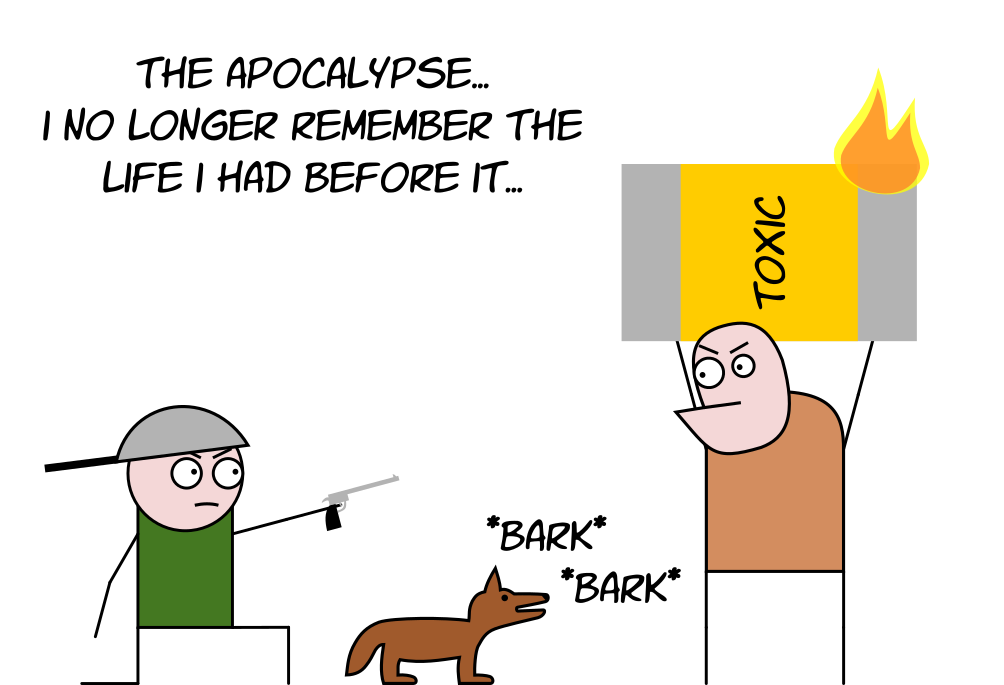 THE APOCALYPSE...
I NO LONGER REMEMBER THE
LIFE I HAD BEFORE IT...
TOXIC
*BARK*
*BARK*